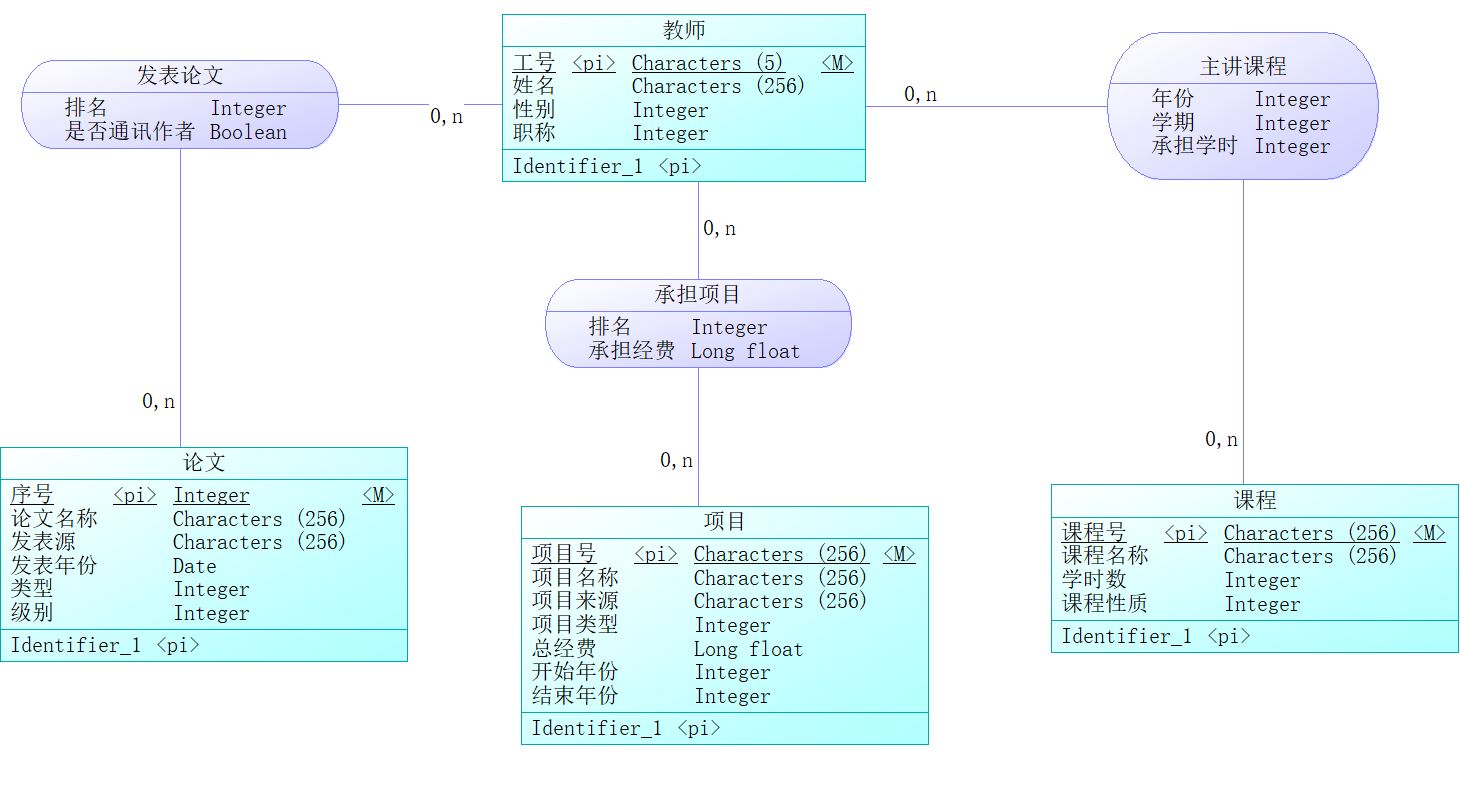 教师
工号 <pi> Characters (5) <M>
姓名 Characters (256)
性别 Integer
职称 Integer
Identifier_1 <pi>
发表论文
排名 Integer
是否通讯作者 Boolean
0,n
0,n
主讲课程
年份 Integer
学期 Integer
承担学时 Integer
0,n
承担项目
排名 Integer
承担经费 Long float
0,n
0,n
0,n
论文
序号 <pi> Integer <M>
论文名称 Characters (256)
发表源 Characters (256)
发表年份 Date
类型 Integer
级别 Integer
Identifier_1 <pi>
项目
项目号 <pi> Characters (256) <M>
项目名称 Characters (256)
项目来源 Characters (256)
项目类型 Integer
总经费 Long float
开始年份 Integer
结束年份 Integer
Identifier_1 <pi>
课程
课程号 <pi> Characters (256) <M>
课程名称 Characters (256)
学时数 Integer
课程性质 Integer
Identifier_1 <pi>